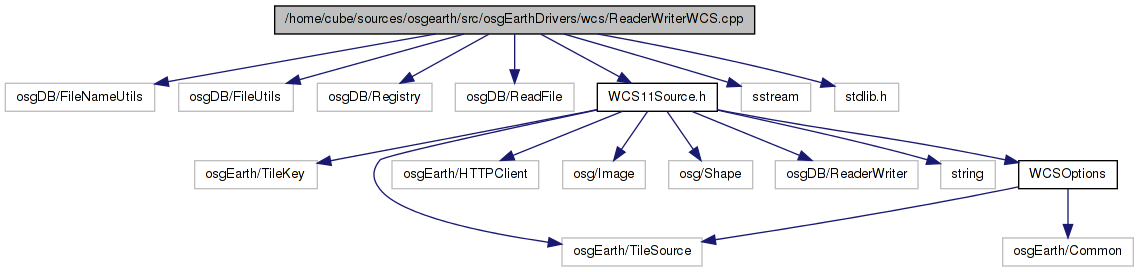 /home/cube/sources/osgearth/src/osgEarthDrivers/wcs/ReaderWriterWCS.cpp
osgDB/FileNameUtils
osgDB/FileUtils
osgDB/Registry
osgDB/ReadFile
WCS11Source.h
sstream
stdlib.h
osgEarth/TileKey
osgEarth/HTTPClient
osg/Image
osg/Shape
osgDB/ReaderWriter
string
WCSOptions
osgEarth/TileSource
osgEarth/Common